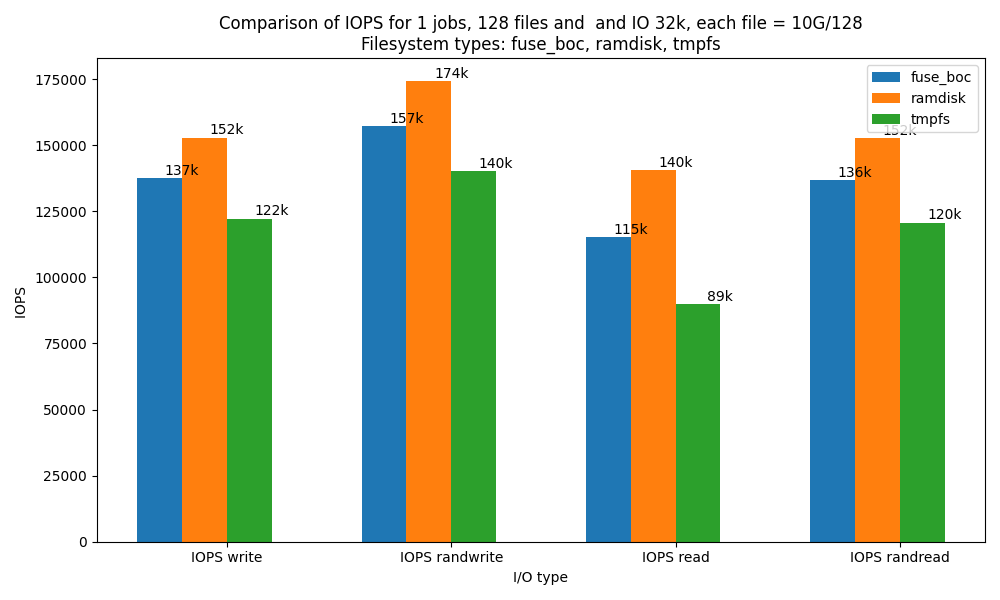 Comparison of IOPS for 1 jobs, 128 files and  and IO 32k, each file = 10G/128
Filesystem types: fuse_boc, ramdisk, tmpfs
IOPS
175000
150000
125000
100000
75000
50000
25000
0
137k
152k
122k
157k
174k
140k
115k
140k
89k
136k
152k
120k
fuse_boc
ramdisk
tmpfs
IOPS write
IOPS randwrite
IOPS read
IOPS randread
I/O type